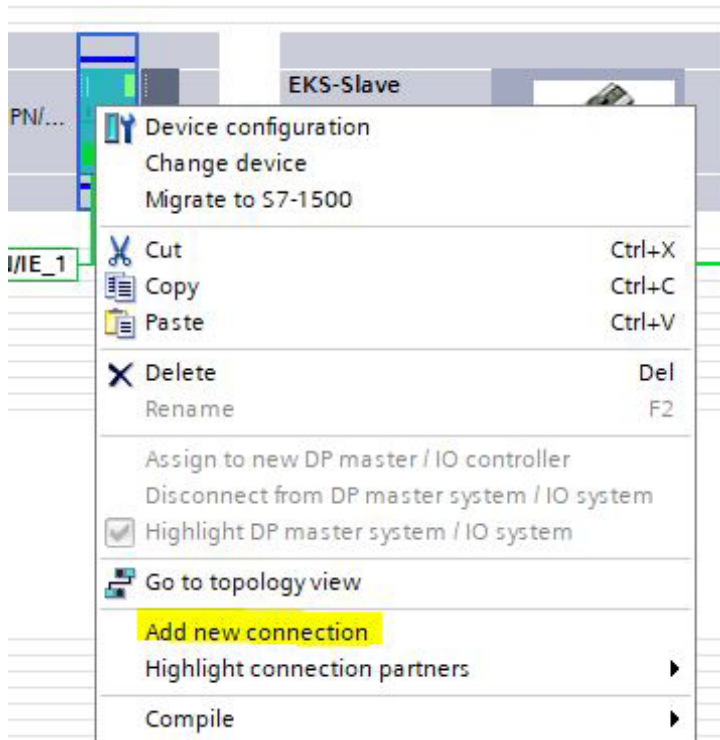 EKS-Slave
PN/...
Device configuration
Change device
Migrate to S7-1500
/IE_1
Cut Ctrl+X
Copy Ctrl+C
Paste Ctrl+V
Delete Del
Rename F2
Assign to new DP master / IO controller
Disconnect from DP master system / IO system
Highlight DP master system / IO system
Go to topology view
Add new connection
Highlight connection partners
Compile